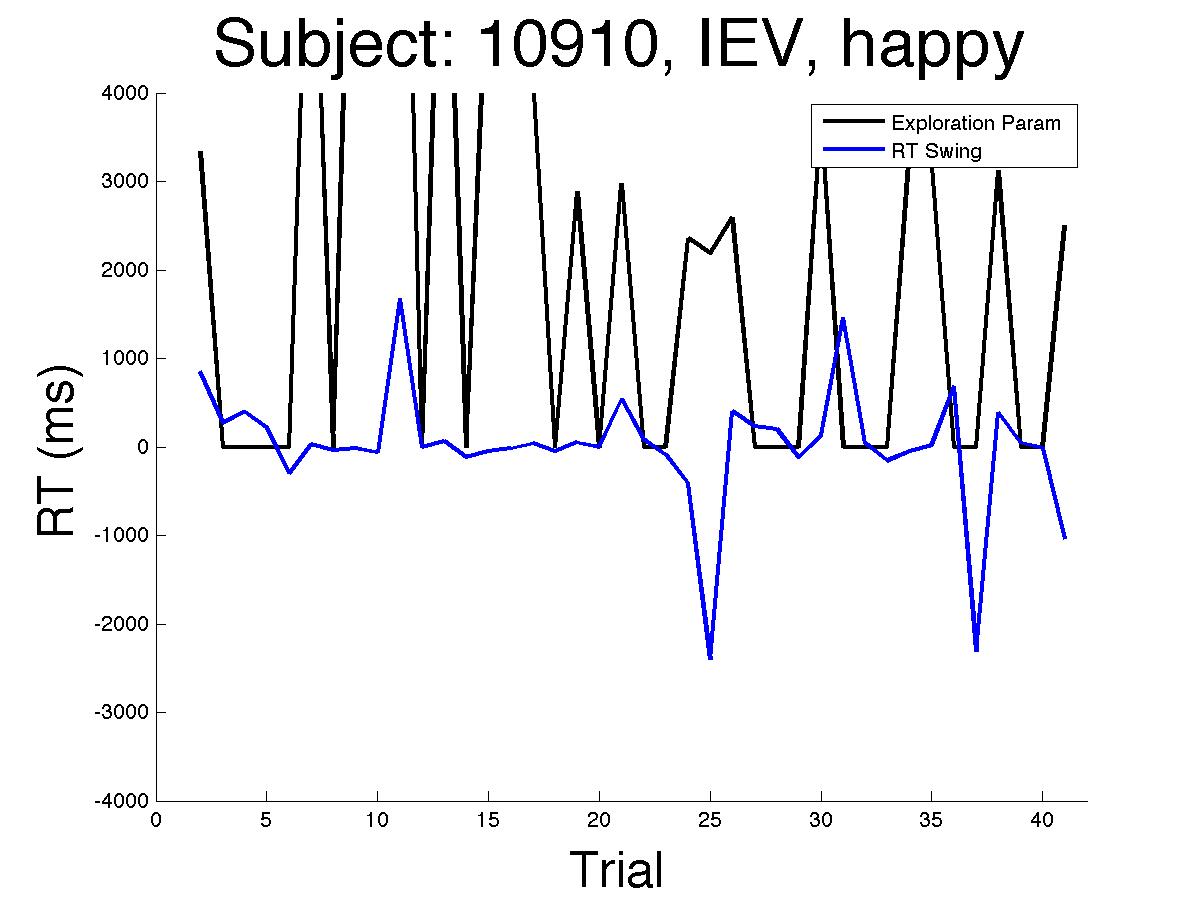 Subject: 10910, IEV, happy
4000
3000
2000
1000
0
-1000
-2000
-3000
-4000
RT (ms)
Exploration Param
RT Swing
0 5 10 15 20 25 30 35 40
Trial